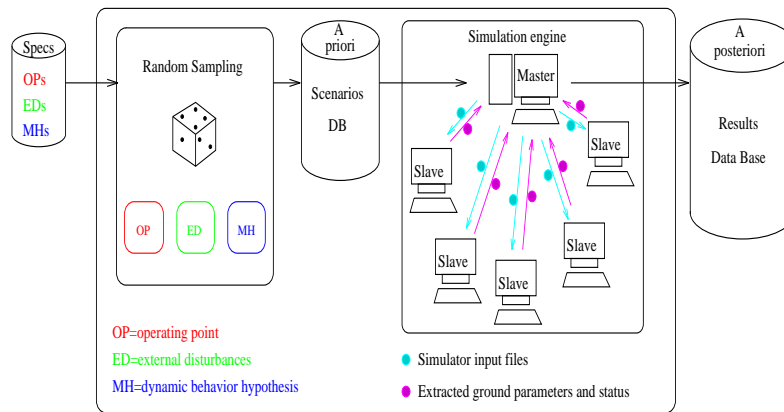 Specs
OPs
EDs
MHs
Random Sampling
OP
ED
MH
A
priori
Scenarios
DB
Simulation engine
Master
Slave
Slave
Slave
Slave
Slave
A
posteriori
Results
Data Base
OP=operating point
ED=external disturbances
MH=dynamic behavior hypothesis
Simulator input files
Extracted ground parameters and status